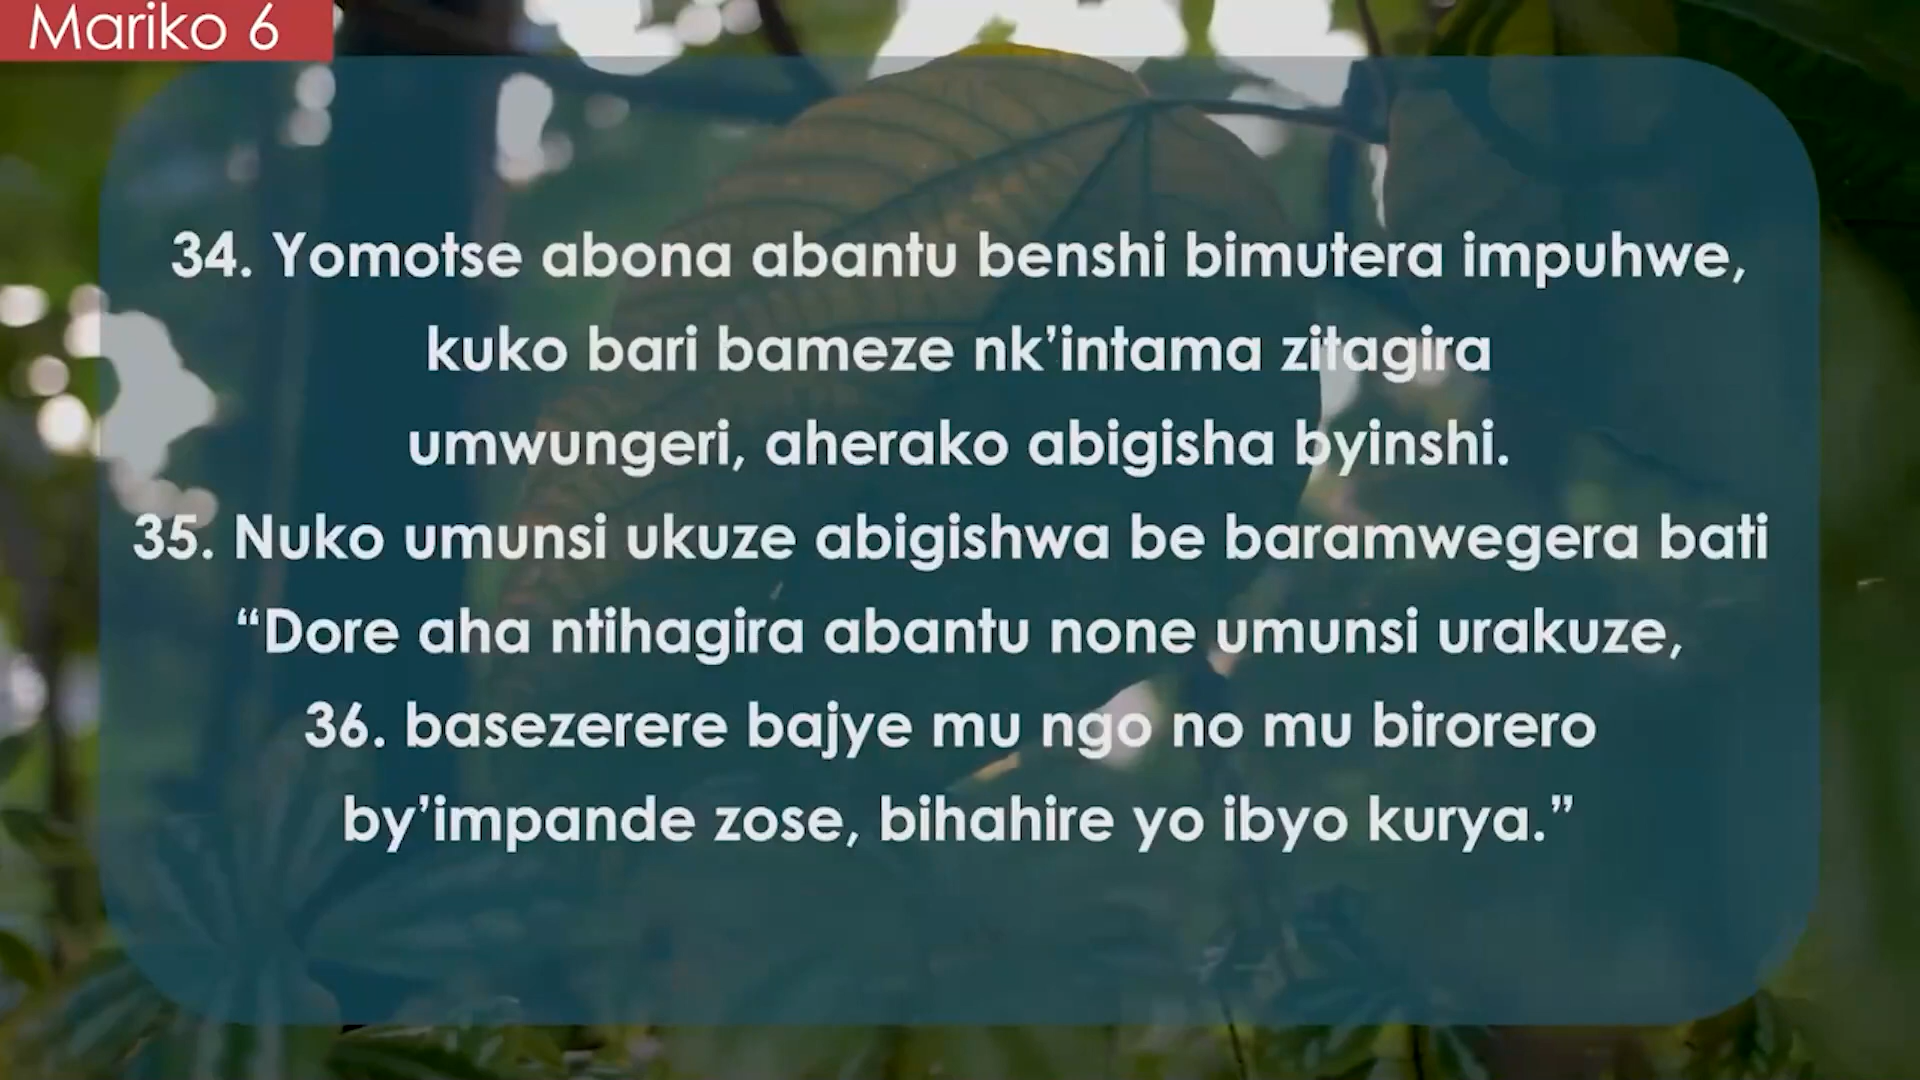 Mariko 6
34. Yomotse abona abantu benshi bimutera impuhwe,
kuko bari bameze nk’intama zitagira
umwungeri, aherako abigisha byinshi.
35. Nuko umunsi ukuze abigishwa be baramwegera bati
“Dore aha ntihagira abantu none umunsi urakuze,
36. basezerere bajye mu ngo no mu birorero
by’impande zose, bihahire yo ibyo kurya.”